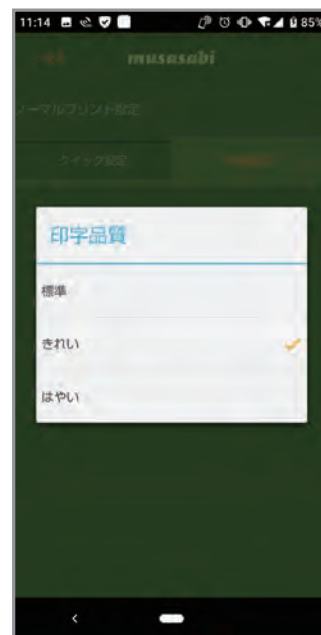 11:14 85%
musasabi
ノーマルプリント設定
クイック設定
印字品質
標準
きれい
はやい